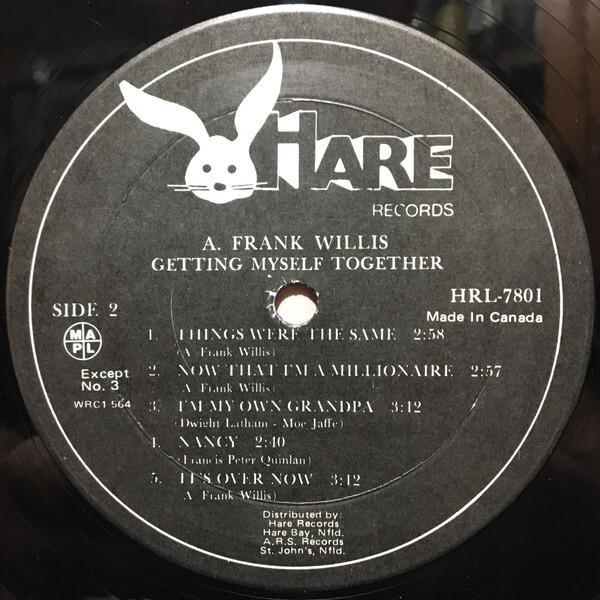 HARE
RECORDS
A. FRANK WILLIS
GETTING MYSELF TOGETHER
SIDE 2
HRL-7801
Made In Canada
MAPL
Except
No. 3
WRC1 564
1. THINGS WERE THE SAME 2:58
(A. Frank Willis)
2. NOW THAT I'M A MILLIONAIRE 2:57
A. Frank Willis)
3. I'M MY OWN GRANDPA 3:12
(Dwight Latham - Moe Jaffe)
4. NANCY 2:40
(Francis Peter Quinlan)
5. IT'S OVER NOW 3:12
A. Frank Willis)
Distributed by:
Hare Records
Hare Bay, Nfld.
A.R.S. Records
St. John's, Nfld.